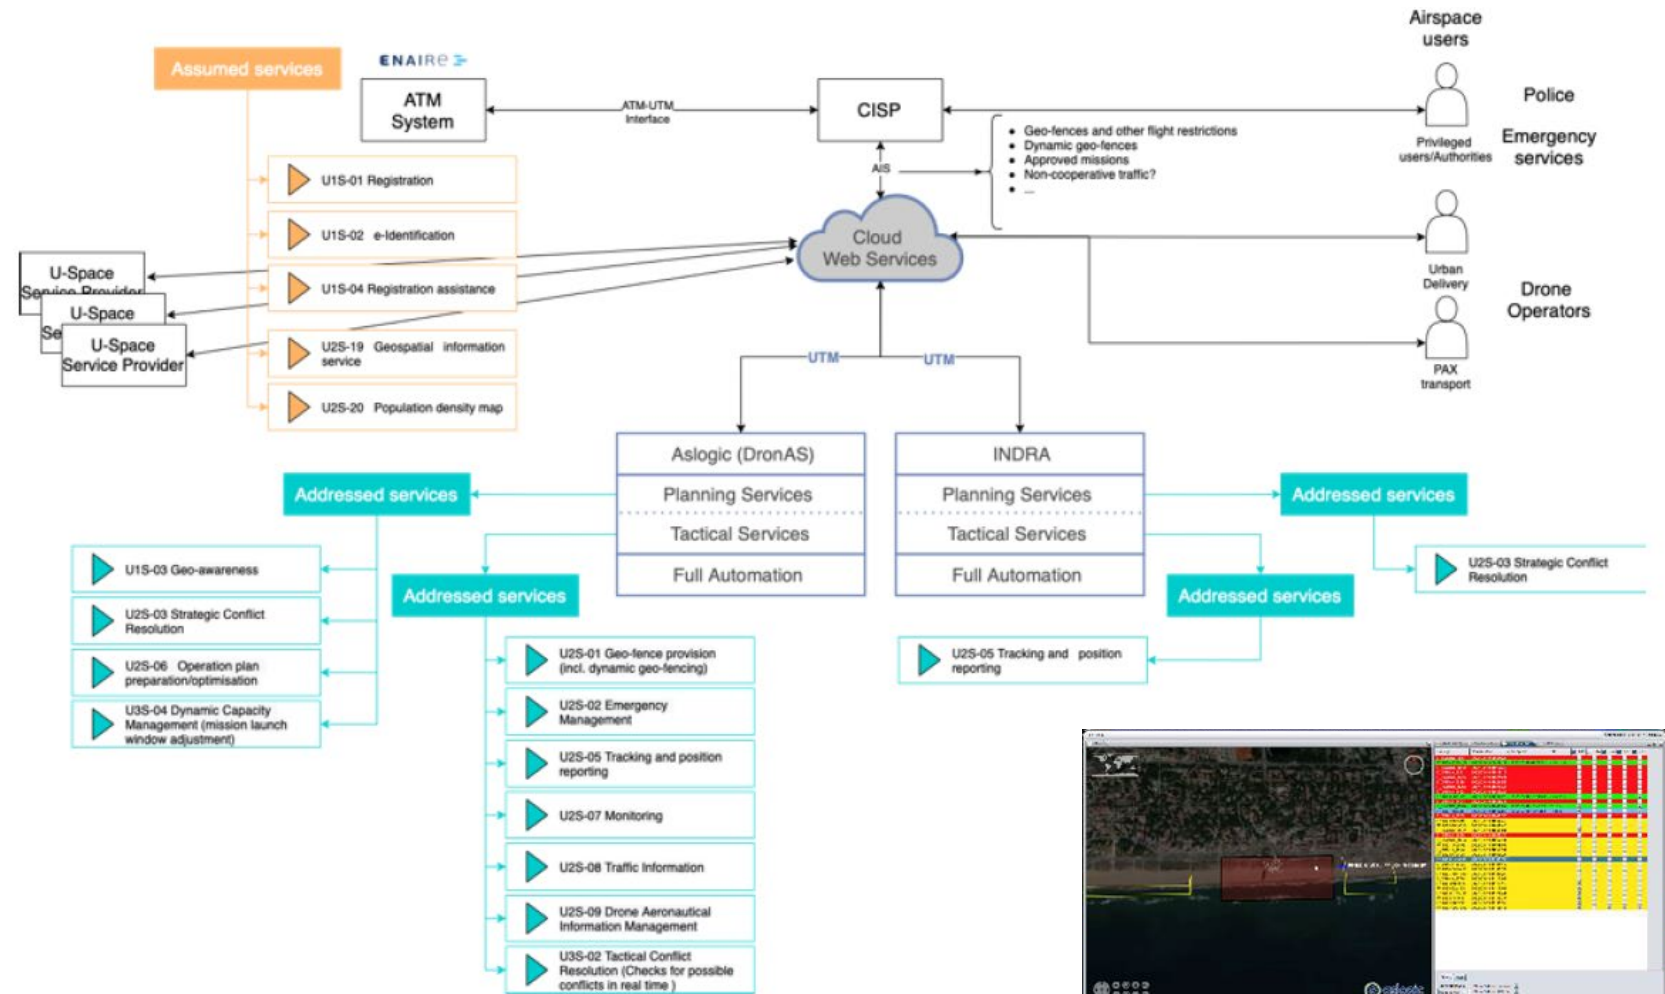 Airspace
users
Assumed services
ENAIRE
ATM
System
ATM-UTM
Interface
CISP
Police
Privileged
users/Authorities
Emergency
services
Geo-fences and other flight restrictions
Dynamic geo-fences
Approved missions
Non-cooperative traffic?
...
AIS
U1S-01 Registration
U1S-02 e-Identification
U1S-04 Registration assistance
U2S-19 Geospatial information
service
U2S-20 Population density map
U-Space
Service Provider
U-Space
Se
U-Space
Service Provider
Cloud
Web Services
Urban
Delivery
Drone
Operators
PAX
transport
UTM
UTM
Aslogic (DronAS)
Planning Services
Tactical Services
Full Automation
INDRA
Planning Services
Tactical Services
Full Automation
Addressed services
U1S-03 Geo-awareness
U2S-03 Strategic Conflict
Resolution
U2S-06 Operation plan
preparation/optimisation
U3S-04 Dynamic Capacity
Management (mission launch
window adjustment)
Addressed services
U2S-01 Geo-fence provision
(incl. dynamic geo-fencing)
U2S-02 Emergency
Management
U2S-05 Tracking and position
reporting
U2S-07 Monitoring
U2S-08 Traffic Information
U2S-09 Drone Aeronautical
Information Management
U3S-02 Tactical Conflict
Resolution (Checks for possible
conflicts in real time )
Addressed services
U2S-03 Strategic Conflict
Resolution
Addressed services
U2S-05 Tracking and position
reporting